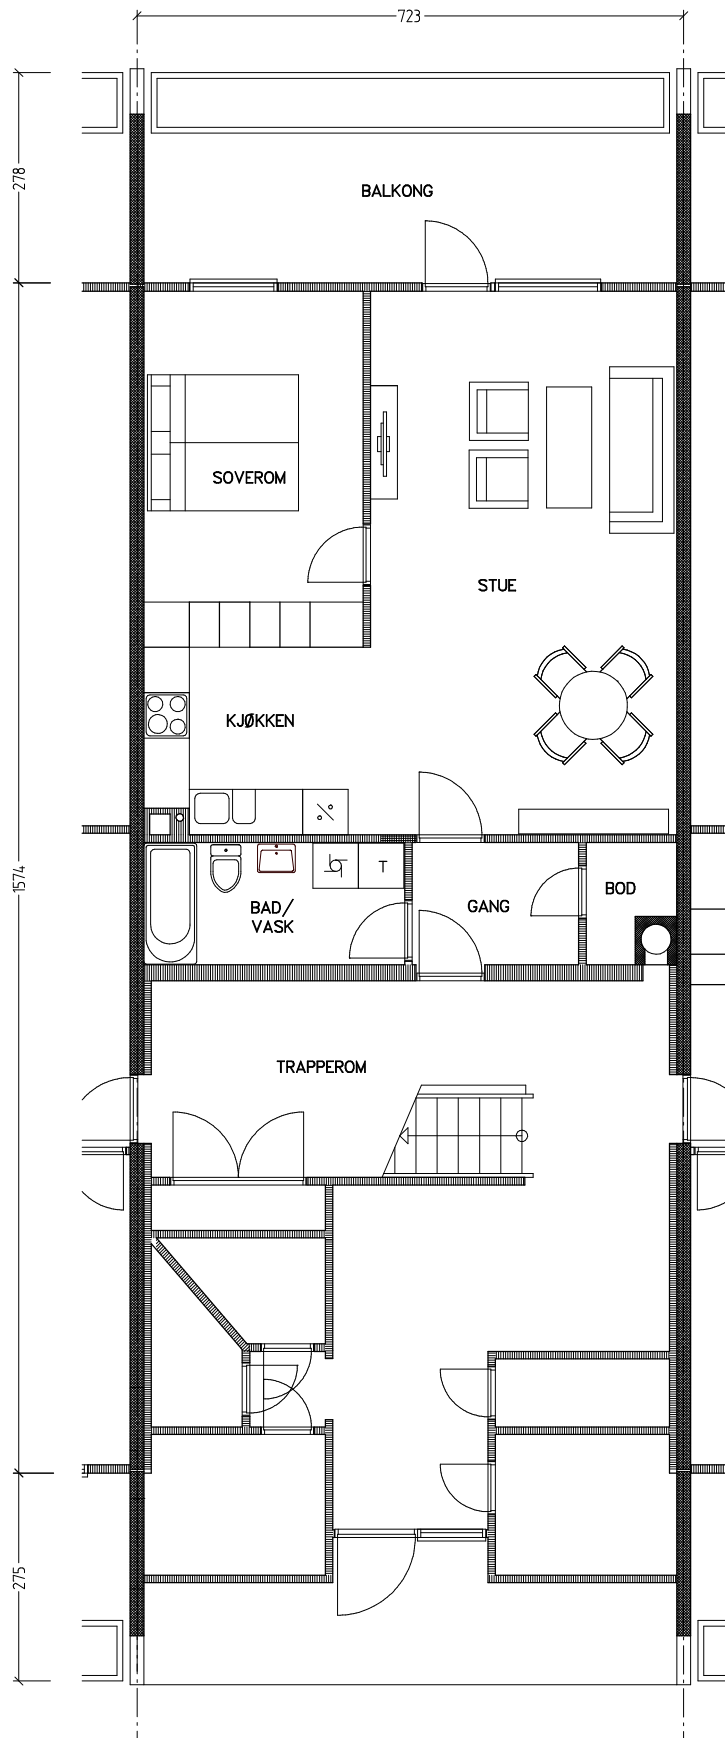 723
278
BALKONG
SOVEROM
STUE
KJØKKEN
T
1574
BAD/
VASK
GANG
BOD
TRAPPEROM
275